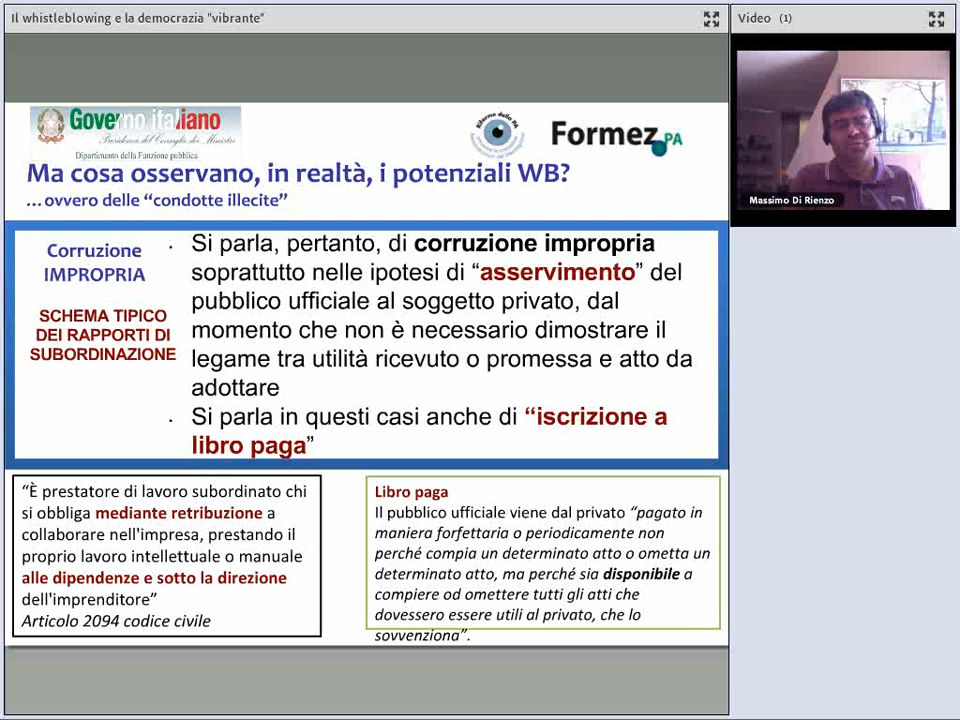 Il whistleblowing e la democrazia "vibrante"
Video (1)
Governo italiano
Presidenza del Consiglio dei Ministri
Dipartimento della Funzione pubblica
Formez PA
Massimo Di Rienzo
Ma cosa osservano, in realtà, i potenziali WB?
...ovvero delle “condotte illecite”
Corruzione
IMPROPRIA
SCHEMA TIPICO
DEI RAPPORTI DI
SUBORDINAZIONE
• Si parla, pertanto, di corruzione impropria
soprattutto nelle ipotesi di “asservimento” del
pubblico ufficiale al soggetto privato, dal
momento che non è necessario dimostrare il
legame tra utilità ricevuto o promessa e atto da
adottare
• Si parla in questi casi anche di “iscrizione a
libro paga”
“È prestatore di lavoro subordinato chi
si obbliga mediante retribuzione a
collaborare nell'impresa, prestando il
proprio lavoro intellettuale o manuale
alle dipendenze e sotto la direzione
dell'imprenditore”
Articolo 2094 codice civile
Libro paga
Il pubblico ufficiale viene dal privato “pagato in
maniera forfettaria o periodicamente non
perché compia un determinato atto o ometta un
determinato atto, ma perché sia disponibile a
compiere od omettere tutti gli atti che
dovessero essere utili al privato, che lo
sovvenziona”.